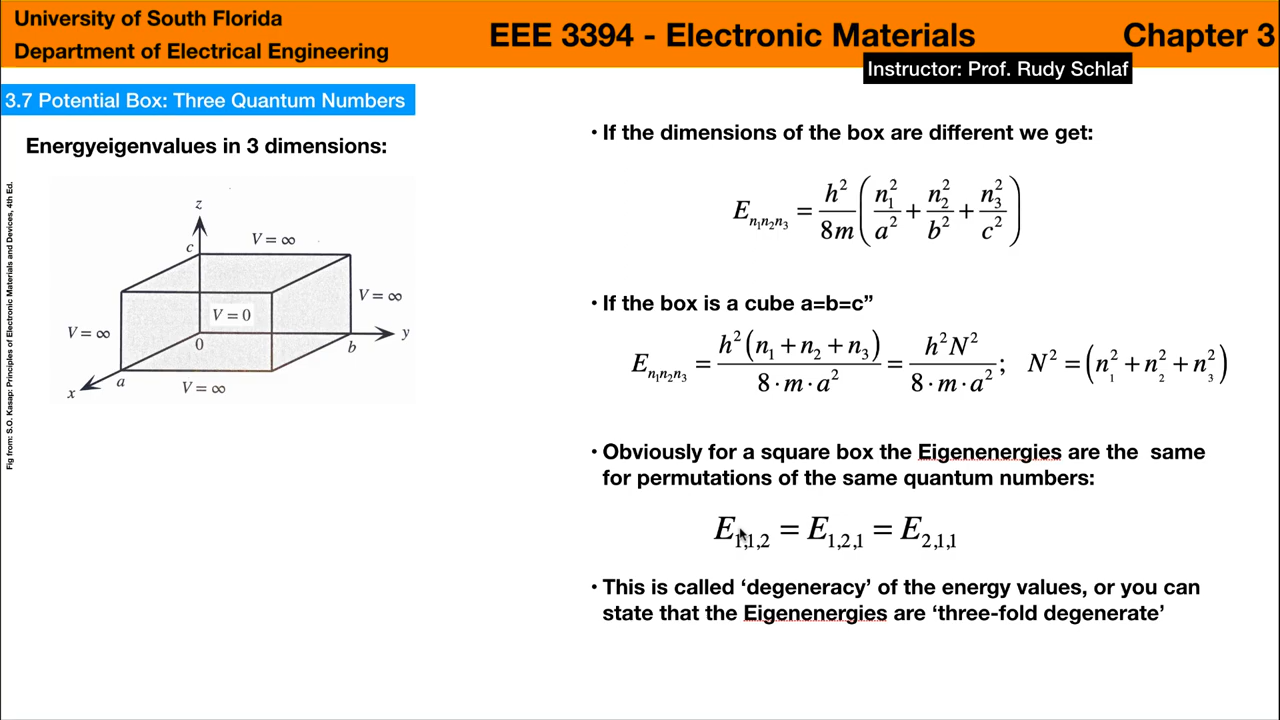 University of South Florida
Department of Electrical Engineering
EEE 3394 - Electronic Materials
Chapter 3
Instructor: Prof. Rudy Schlaf
3.7 Potential Box: Three Quantum Numbers
Energyeigenvalues in 3 dimensions:
Fig from: S.O. Kasap: Principles of Electronic Materials and Devices, 4th Ed.
z
c
V = ∞
V = ∞
V = 0
V = ∞
y
0
b
a
x
V = ∞
• If the dimensions of the box are different we get:
E_{n₁n₂n₃} = h²/8m (n₁²/a² + n₂²/b² + n₃²/c²)
• If the box is a cube a=b=c”
E_{n₁n₂n₃} = h²(n₁ + n₂ + n₃)/8·m·a² = h²N²/8·m·a²; N² = (n₁² + n₂² + n₃²)
• Obviously for a square box the Eigenenergies are the same
for permutations of the same quantum numbers:
E_{1,1,2} = E_{1,2,1} = E_{2,1,1}
• This is called ‘degeneracy’ of the energy values, or you can
state that the Eigenenergies are ‘three-fold degenerate’